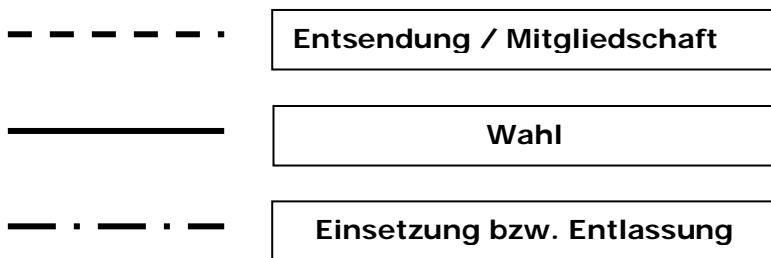 Entsendung / Mitgliedschaft
Wahl
Einsetzung bzw. Entlassung